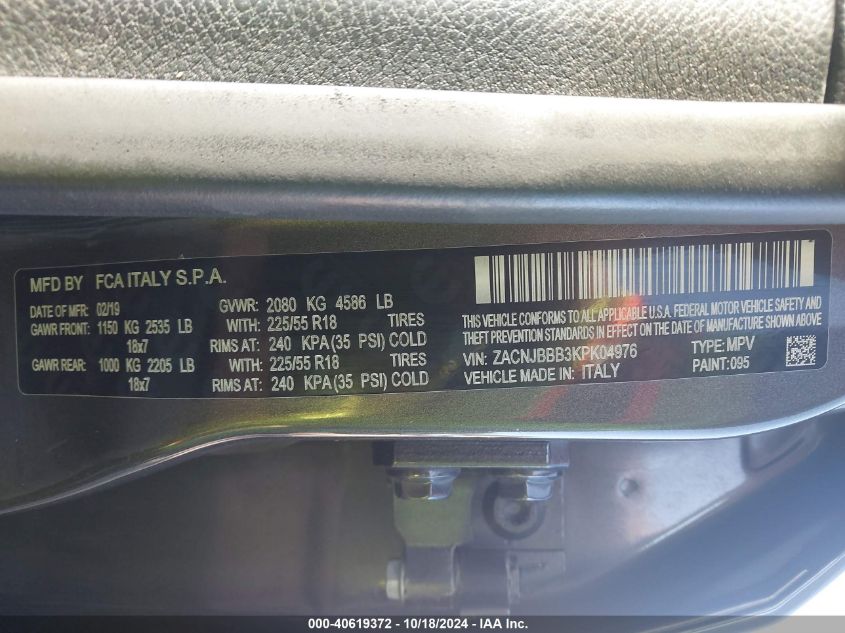 MFD BY FCA ITALY S.P.A.
DATE OF MFR: 02/19 GVWR: 2080 KG 4586 LB
GAWR FRONT: 1150 KG 2535 LB WITH: 225/55 R18 TIRES
18x7 RIMS AT: 240 KPA (35 PSI) COLD
GAWR REAR: 1000 KG 2205 LB WITH: 225/55 R18 TIRES
18x7 RIMS AT: 240 KPA (35 PSI) COLD
THIS VEHICLE CONFORMS TO ALL APPLICABLE U.S.A. FEDERAL MOTOR VEHICLE SAFETY AND
THEFT PREVENTION STANDARDS IN EFFECT ON THE DATE OF MANUFACTURE SHOWN ABOVE
VIN: ZACNJBBB3KPK04976 TYPE: MPV
VEHICLE MADE IN: ITALY PAINT: 095
000-40619372 - 10/18/2024 - IAA Inc.